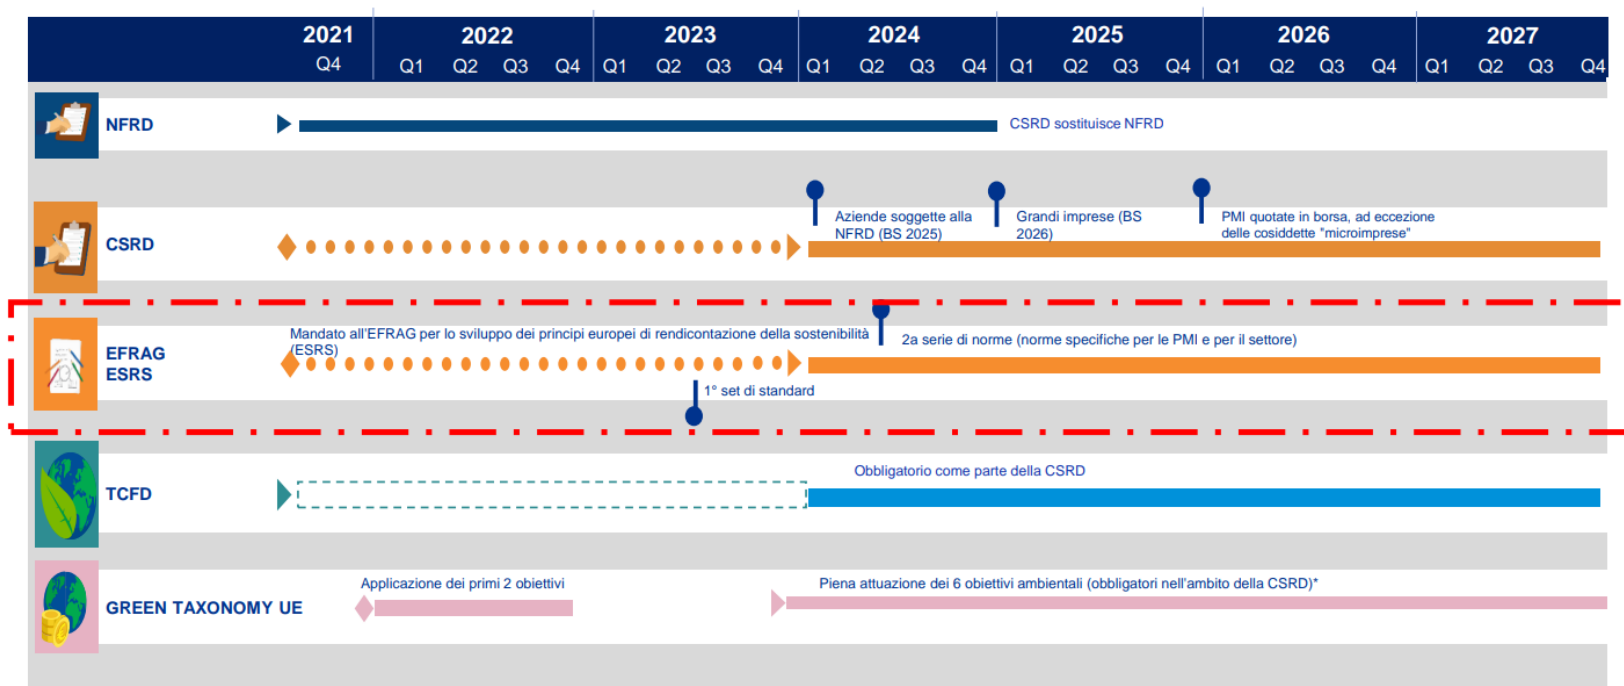 2021 2022 2023 2024 2025 2026 2027
Q4 Q1 Q2 Q3 Q4 Q1 Q2 Q3 Q4 Q1 Q2 Q3 Q4 Q1 Q2 Q3 Q4 Q1 Q2 Q3 Q4 Q1 Q2 Q3 Q4
NFRD
CSRD sostituisce NFRD
CSRD
Aziende soggette alla
NFRD (BS 2025)
Grandi imprese (BS
2026)
PMI quotate in borsa, ad eccezione
delle cosiddette "microimprese"
EFRAG
ESRS
Mandato all'EFRAG per lo sviluppo dei principi europei di rendicontazione della sostenibilità
(ESRS)
2a serie di norme (norme specifiche per le PMI e per il settore)
1° set di standard
TCFD
Obbligatorio come parte della CSRD
GREEN TAXONOMY UE
Applicazione dei primi 2 obiettivi
Piena attuazione dei 6 obiettivi ambientali (obbligatori nell'ambito della CSRD)*